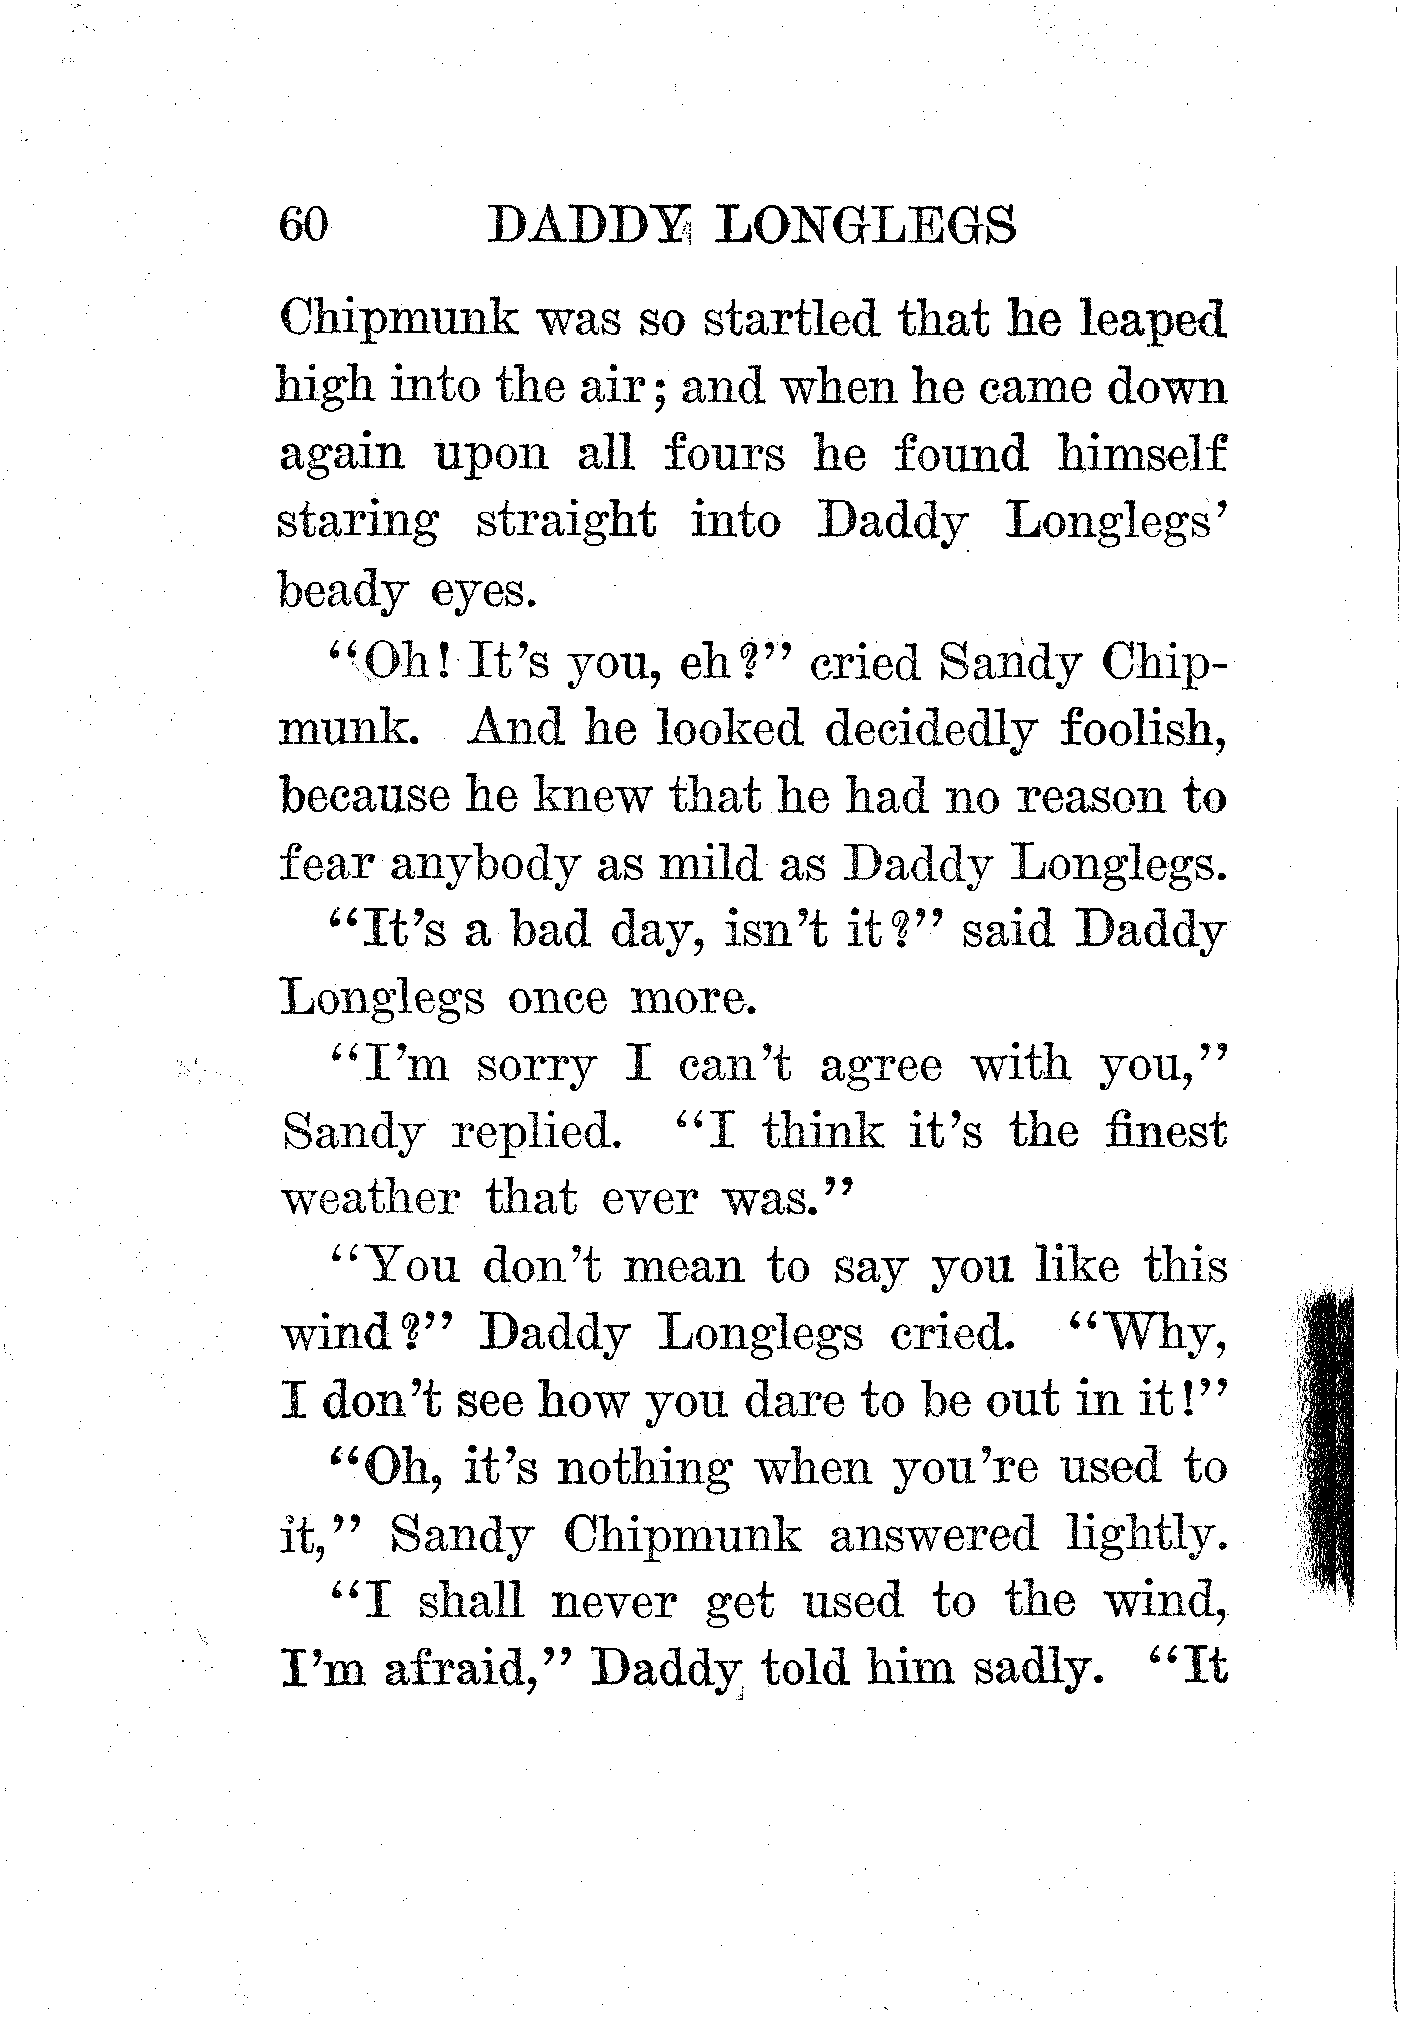 60 DADDY LONGLEGS
Chipmunk was so startled that he leaped
high into the air; and when he came down
again upon all fours he found himself
staring straight into Daddy Longlegs'
beady eyes.
"Oh! It's you, eh?" cried Sandy Chip-
munk. And he looked decidedly foolish,
because he knew that he had no reason to
fear anybody as mild as Daddy Longlegs.
"It's a bad day, isn't it?" said Daddy
Longlegs once more.
"I'm sorry I can't agree with you,"
Sandy replied. "I think it's the finest
weather that ever was."
"You don't mean to say you like this
wind?" Daddy Longlegs cried. "Why,
I don't see how you dare to be out in it!"
"Oh, it's nothing when you're used to
it," Sandy Chipmunk answered lightly.
"I shall never get used to the wind,
I'm afraid," Daddy told him sadly. "It